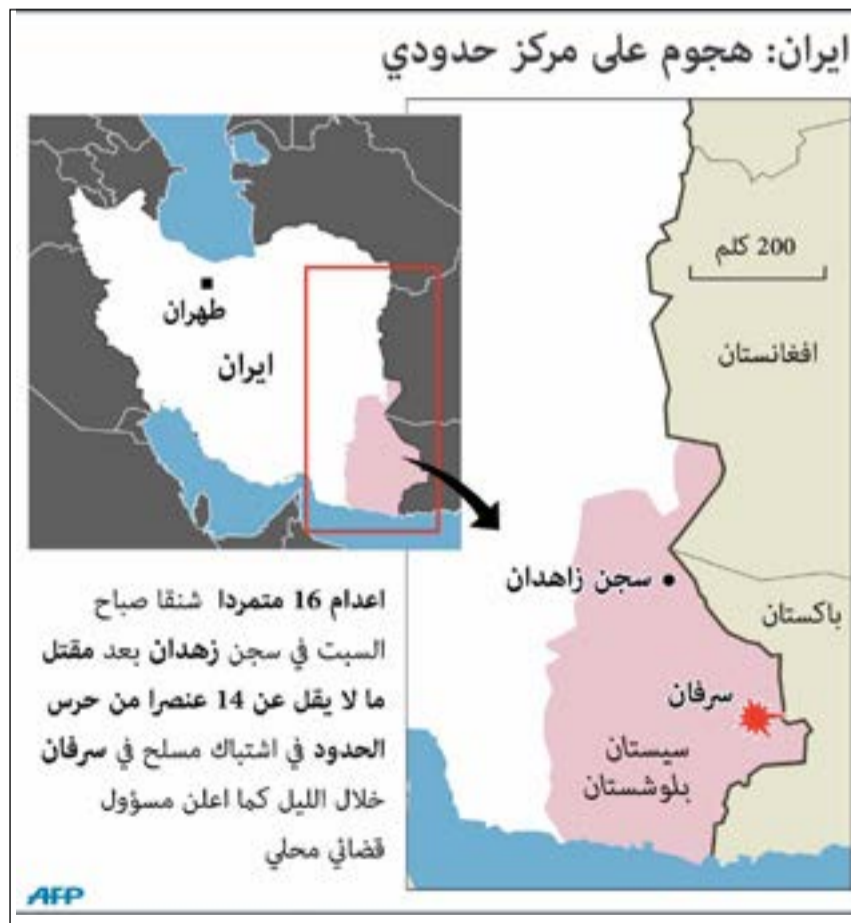 ايران: هجوم على مركز حدودي
طهران
ايران
200 كلم
افغانستان
سجن زاهدان
باكستان
سرفان
سيستان
بلوشستان
اعدام 16 متمردا شنقا صباح
السبت في سجن زهدان بعد مقتل
ما لا يقل عن 14 عنصرا من حرس
الحدود في اشتباك مسلح في سرفان
خلال الليل كما اعلن مسؤول
قضائي محلي
AFP